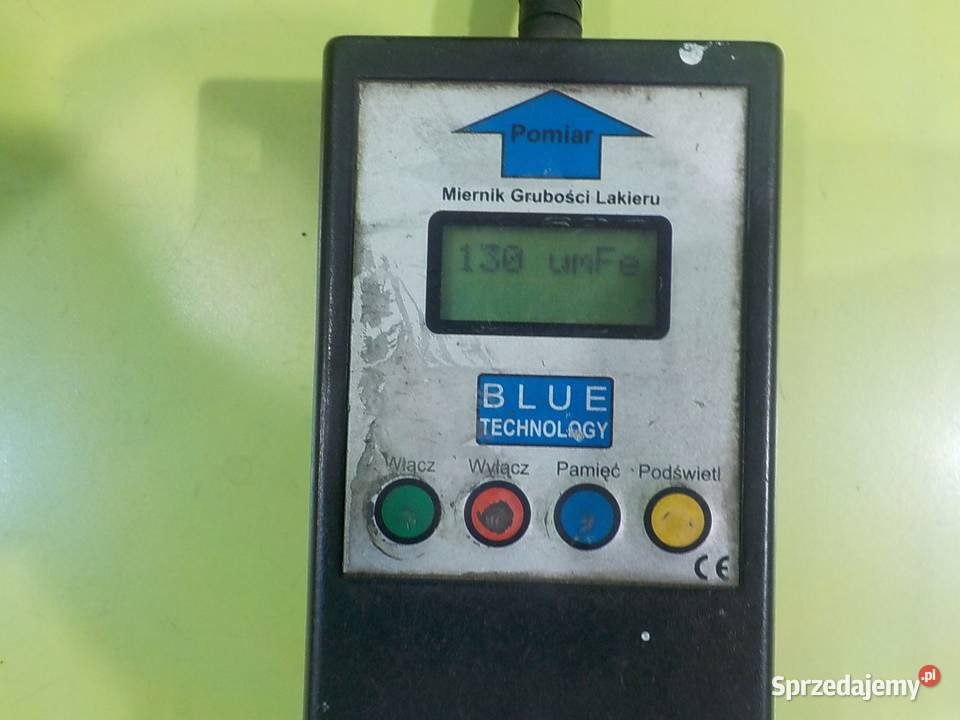 Pomiar
Miernik Grubości Lakieru
130 umFe
BLUE
TECHNOLOGY
Włącz Wyłącz Pamięć Podświetl
CE
Sprzedajemy.pl